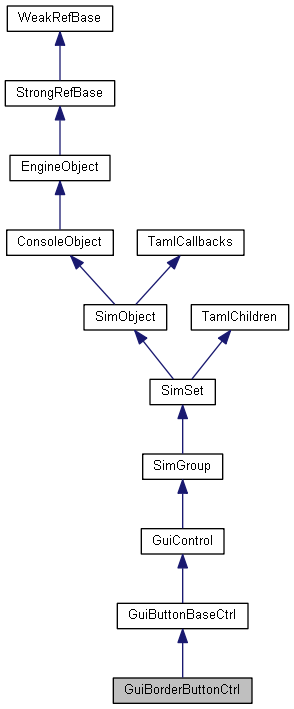 WeakRefBase
StrongRefBase
EngineObject
ConsoleObject
TamlCallbacks
SimObject
TamlChildren
SimSet
SimGroup
GuiControl
GuiButtonBaseCtrl
GuiBorderButtonCtrl